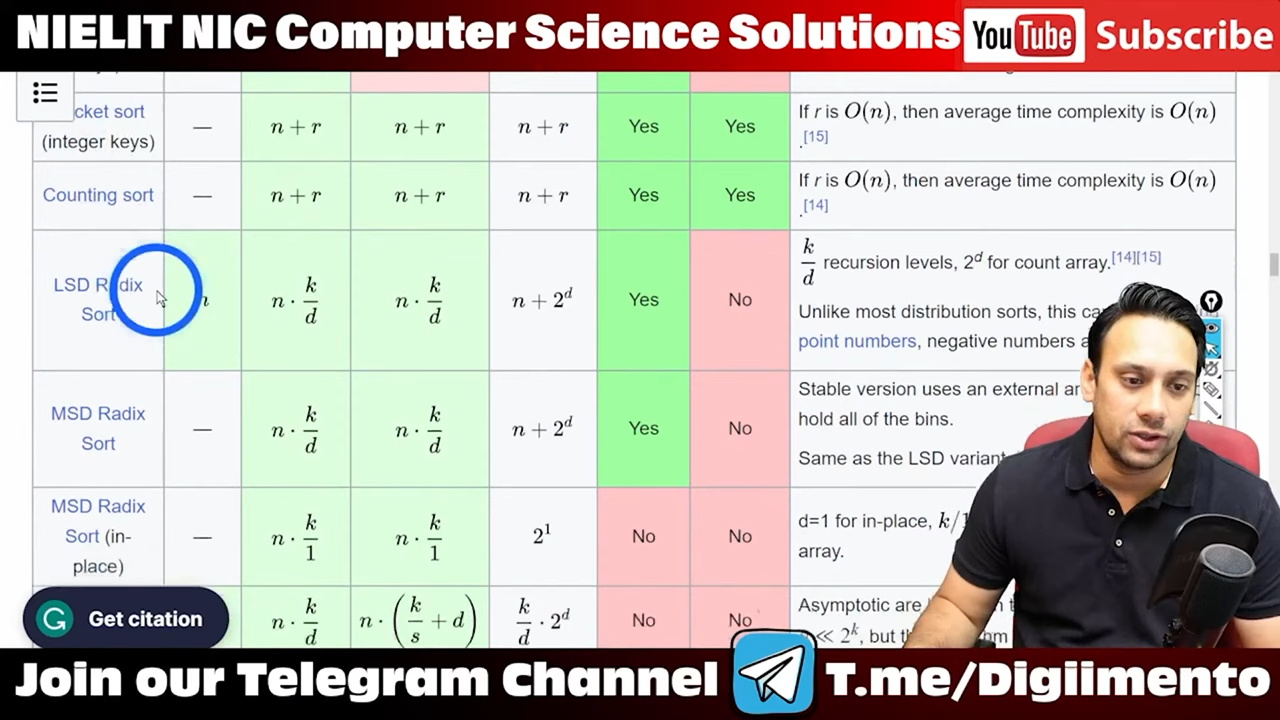 NIELIT NIC Computer Science Solutions
YouTube Subscribe
cket sort
(integer keys)
—
n + r
n + r
n + r
Yes
Yes
If r is O(n), then average time complexity is O(n)
.[15]
Counting sort
—
n + r
n + r
n + r
Yes
Yes
If r is O(n), then average time complexity is O(n)
.[14]
LSD Radix
Sort
n
n · k/d
n · k/d
n + 2^d
Yes
No
k/d recursion levels, 2^d for count array.[14][15]
Unlike most distribution sorts, this
point numbers, negative numbers
MSD Radix
Sort
—
n · k/d
n · k/d
n + 2^d
Yes
No
Stable version uses an external
hold all of the bins.
Same as the LSD variant
MSD Radix
Sort (in-
place)
—
n · k/1
n · k/1
2^1
No
No
d=1 for in-place, k/1
array.
n · k/d
n · (k/s + d)
k/d · 2^d
No
No
Asymptotic are
≪ 2^k, but
Get citation
Join our Telegram Channel
T.me/Digiimento